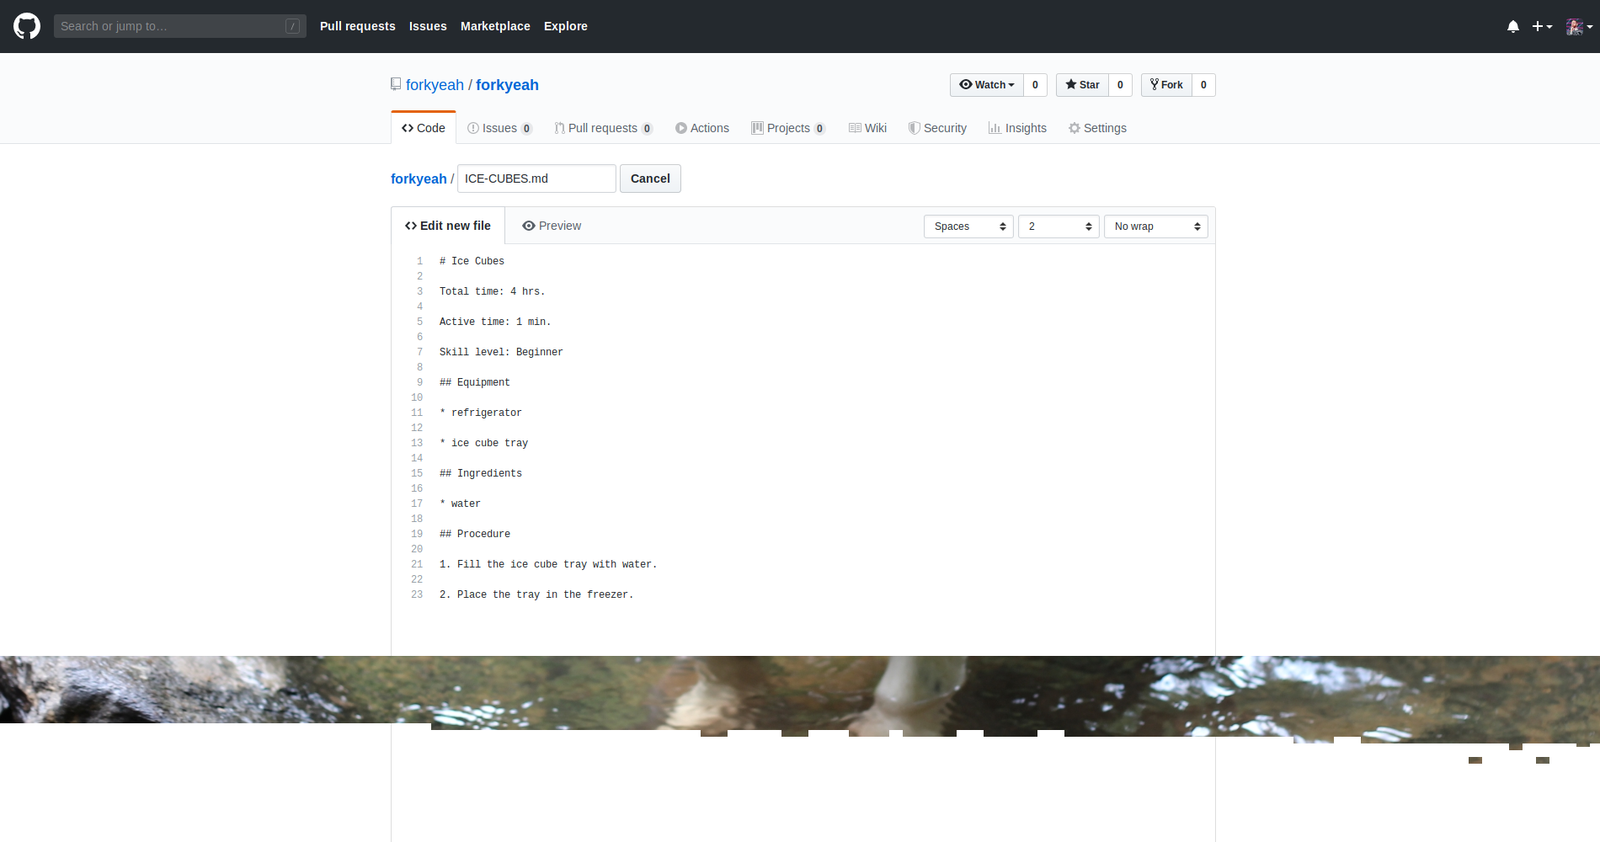 Search or jump to… /
Pull requests Issues Marketplace Explore
forkyeah / forkyeah
Watch 0 Star 0 Fork 0
Code Issues 0 Pull requests 0 Actions Projects 0 Wiki Security Insights Settings
forkyeah / ICE-CUBES.md Cancel
Edit new file Preview Spaces 2 No wrap
1 # Ice Cubes
2
3 Total time: 4 hrs.
4
5 Active time: 1 min.
6
7 Skill level: Beginner
8
9 ## Equipment
10
11 * refrigerator
12
13 * ice cube tray
14
15 ## Ingredients
16
17 * water
18
19 ## Procedure
20
21 1. Fill the ice cube tray with water.
22
23 2. Place the tray in the freezer.